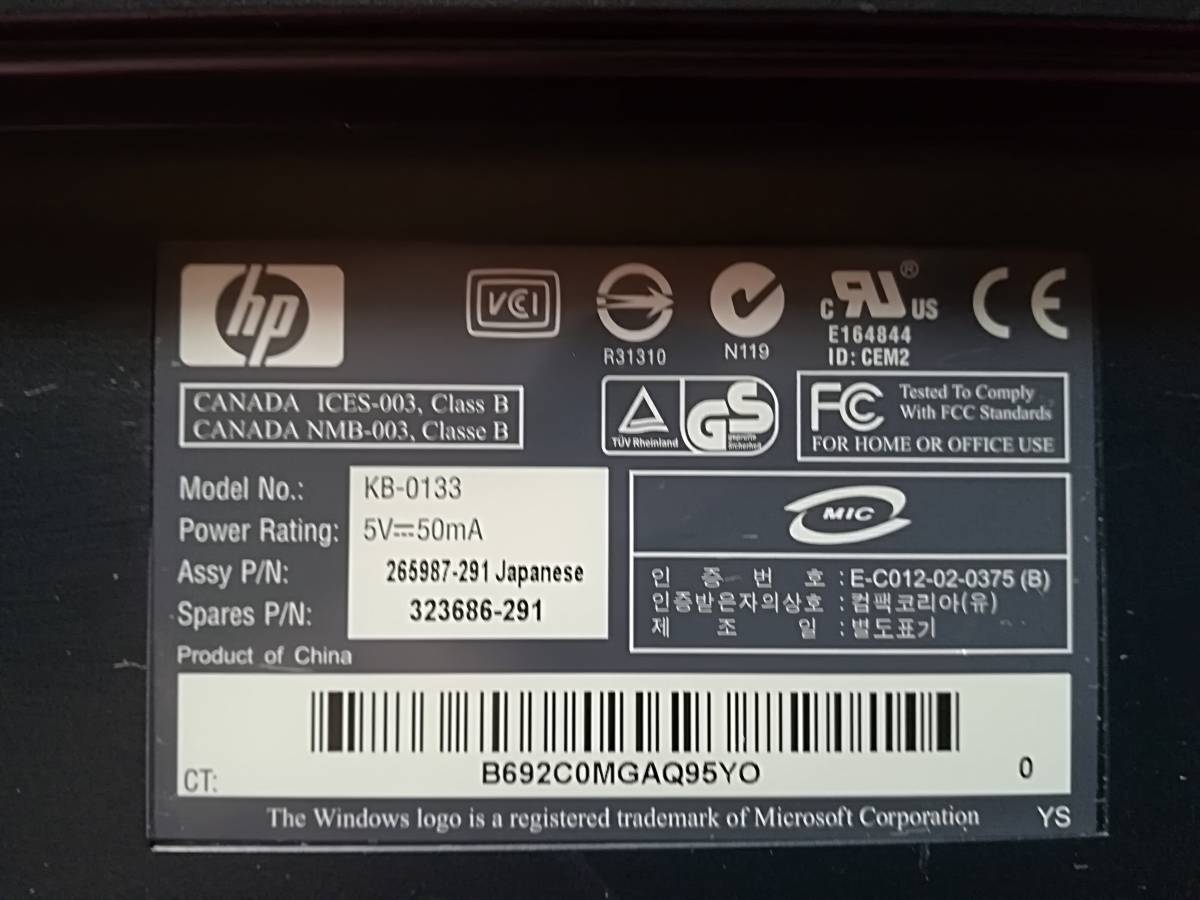 hp
VCI
R31310
N119
C RU ® US
E164844
ID: CEM2
CE
CANADA ICES-003, Class B
CANADA NMB-003, Classe B
TÜV Rheinland
GS
geprüfte
Sicherheit
FC Tested To Comply
With FCC Standards
FOR HOME OR OFFICE USE
Model No.: KB-0133
Power Rating: 5V⎓50mA
Assy P/N: 265987-291 Japanese
Spares P/N: 323686-291
Product of China
MIC
인 증 번 호 : E-C012-02-0375 (B)
인증받은자의상호 : 컴팩코리아(유)
제 조 일 : 별도표기
B692C0MGAQ95YO
CT: 0
The Windows logo is a registered trademark of Microsoft Corporation YS